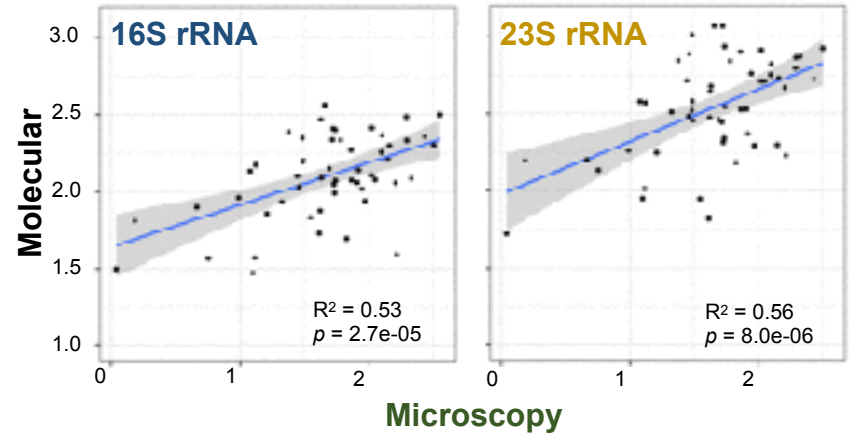 16S rRNA
23S rRNA
Molecular
3.0
2.5
2.0
1.5
1.0
R² = 0.53
p = 2.7e-05
R² = 0.56
p = 8.0e-06
0 1 2
0 1 2
Microscopy